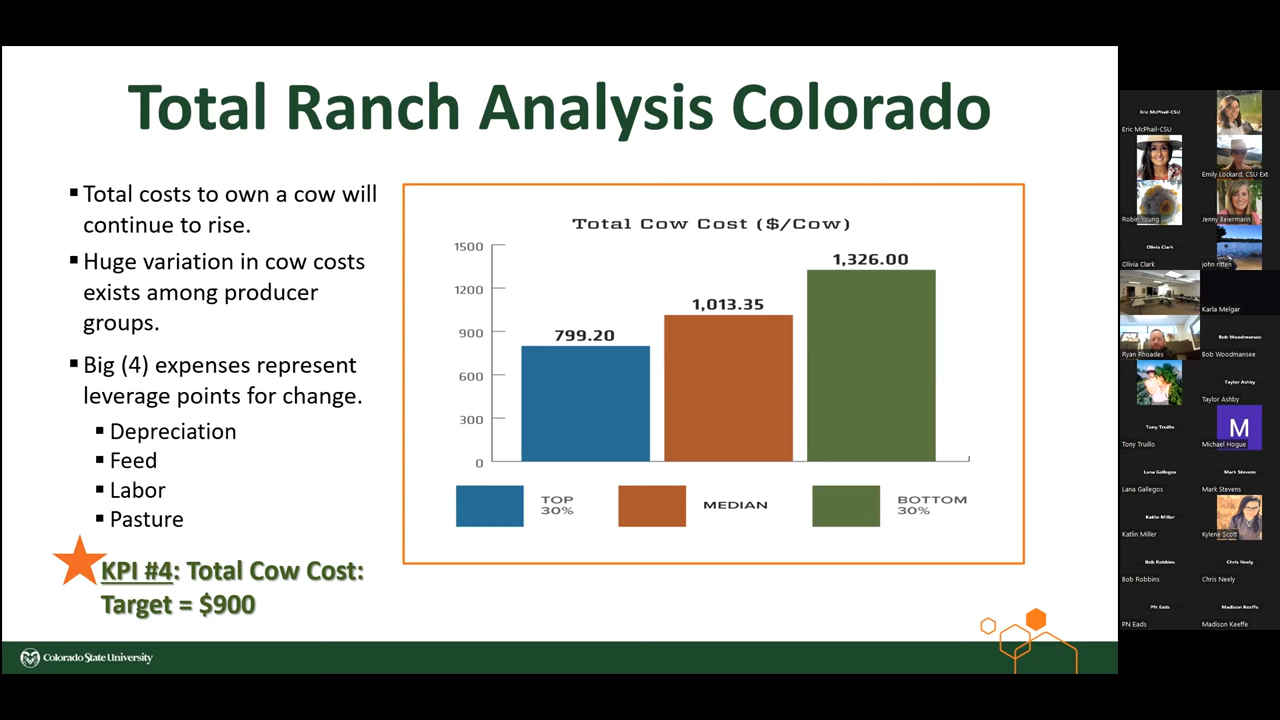 Total Ranch Analysis Colorado
Total costs to own a cow will
continue to rise.
Huge variation in cow costs
exists among producer
groups.
Big (4) expenses represent
leverage points for change.
Depreciation
Feed
Labor
Pasture
KPI #4: Total Cow Cost:
Target = $900
Total Cow Cost ($/Cow)
1500
1200
900
600
300
0
799.20
1,013.35
1,326.00
TOP
30%
MEDIAN
BOTTOM
30%
Colorado State University
Eric McPhail-CSU
Eric McPhail-CSU
Emily Lockard, CSU Ext
Robin Young
Jenny Beiermann
Olivia Clark
Olivia Clark
john ritten
Karla Melgar
Ryan Rhoades
Bob Woodmansee
Bob Woodmansee
Taylor Ashby
Taylor Ashby
Tony Truillo
Tony Truillo
M
Michael Hogue
Lana Gallegos
Lana Gallegos
Mark Stevens
Mark Stevens
Katlin Miller
Katlin Miller
Kylene Scott
Bob Robbins
Bob Robbins
Chris Neely
Chris Neely
PN Eads
PN Eads
Madison Keeffe
Madison Keeffe